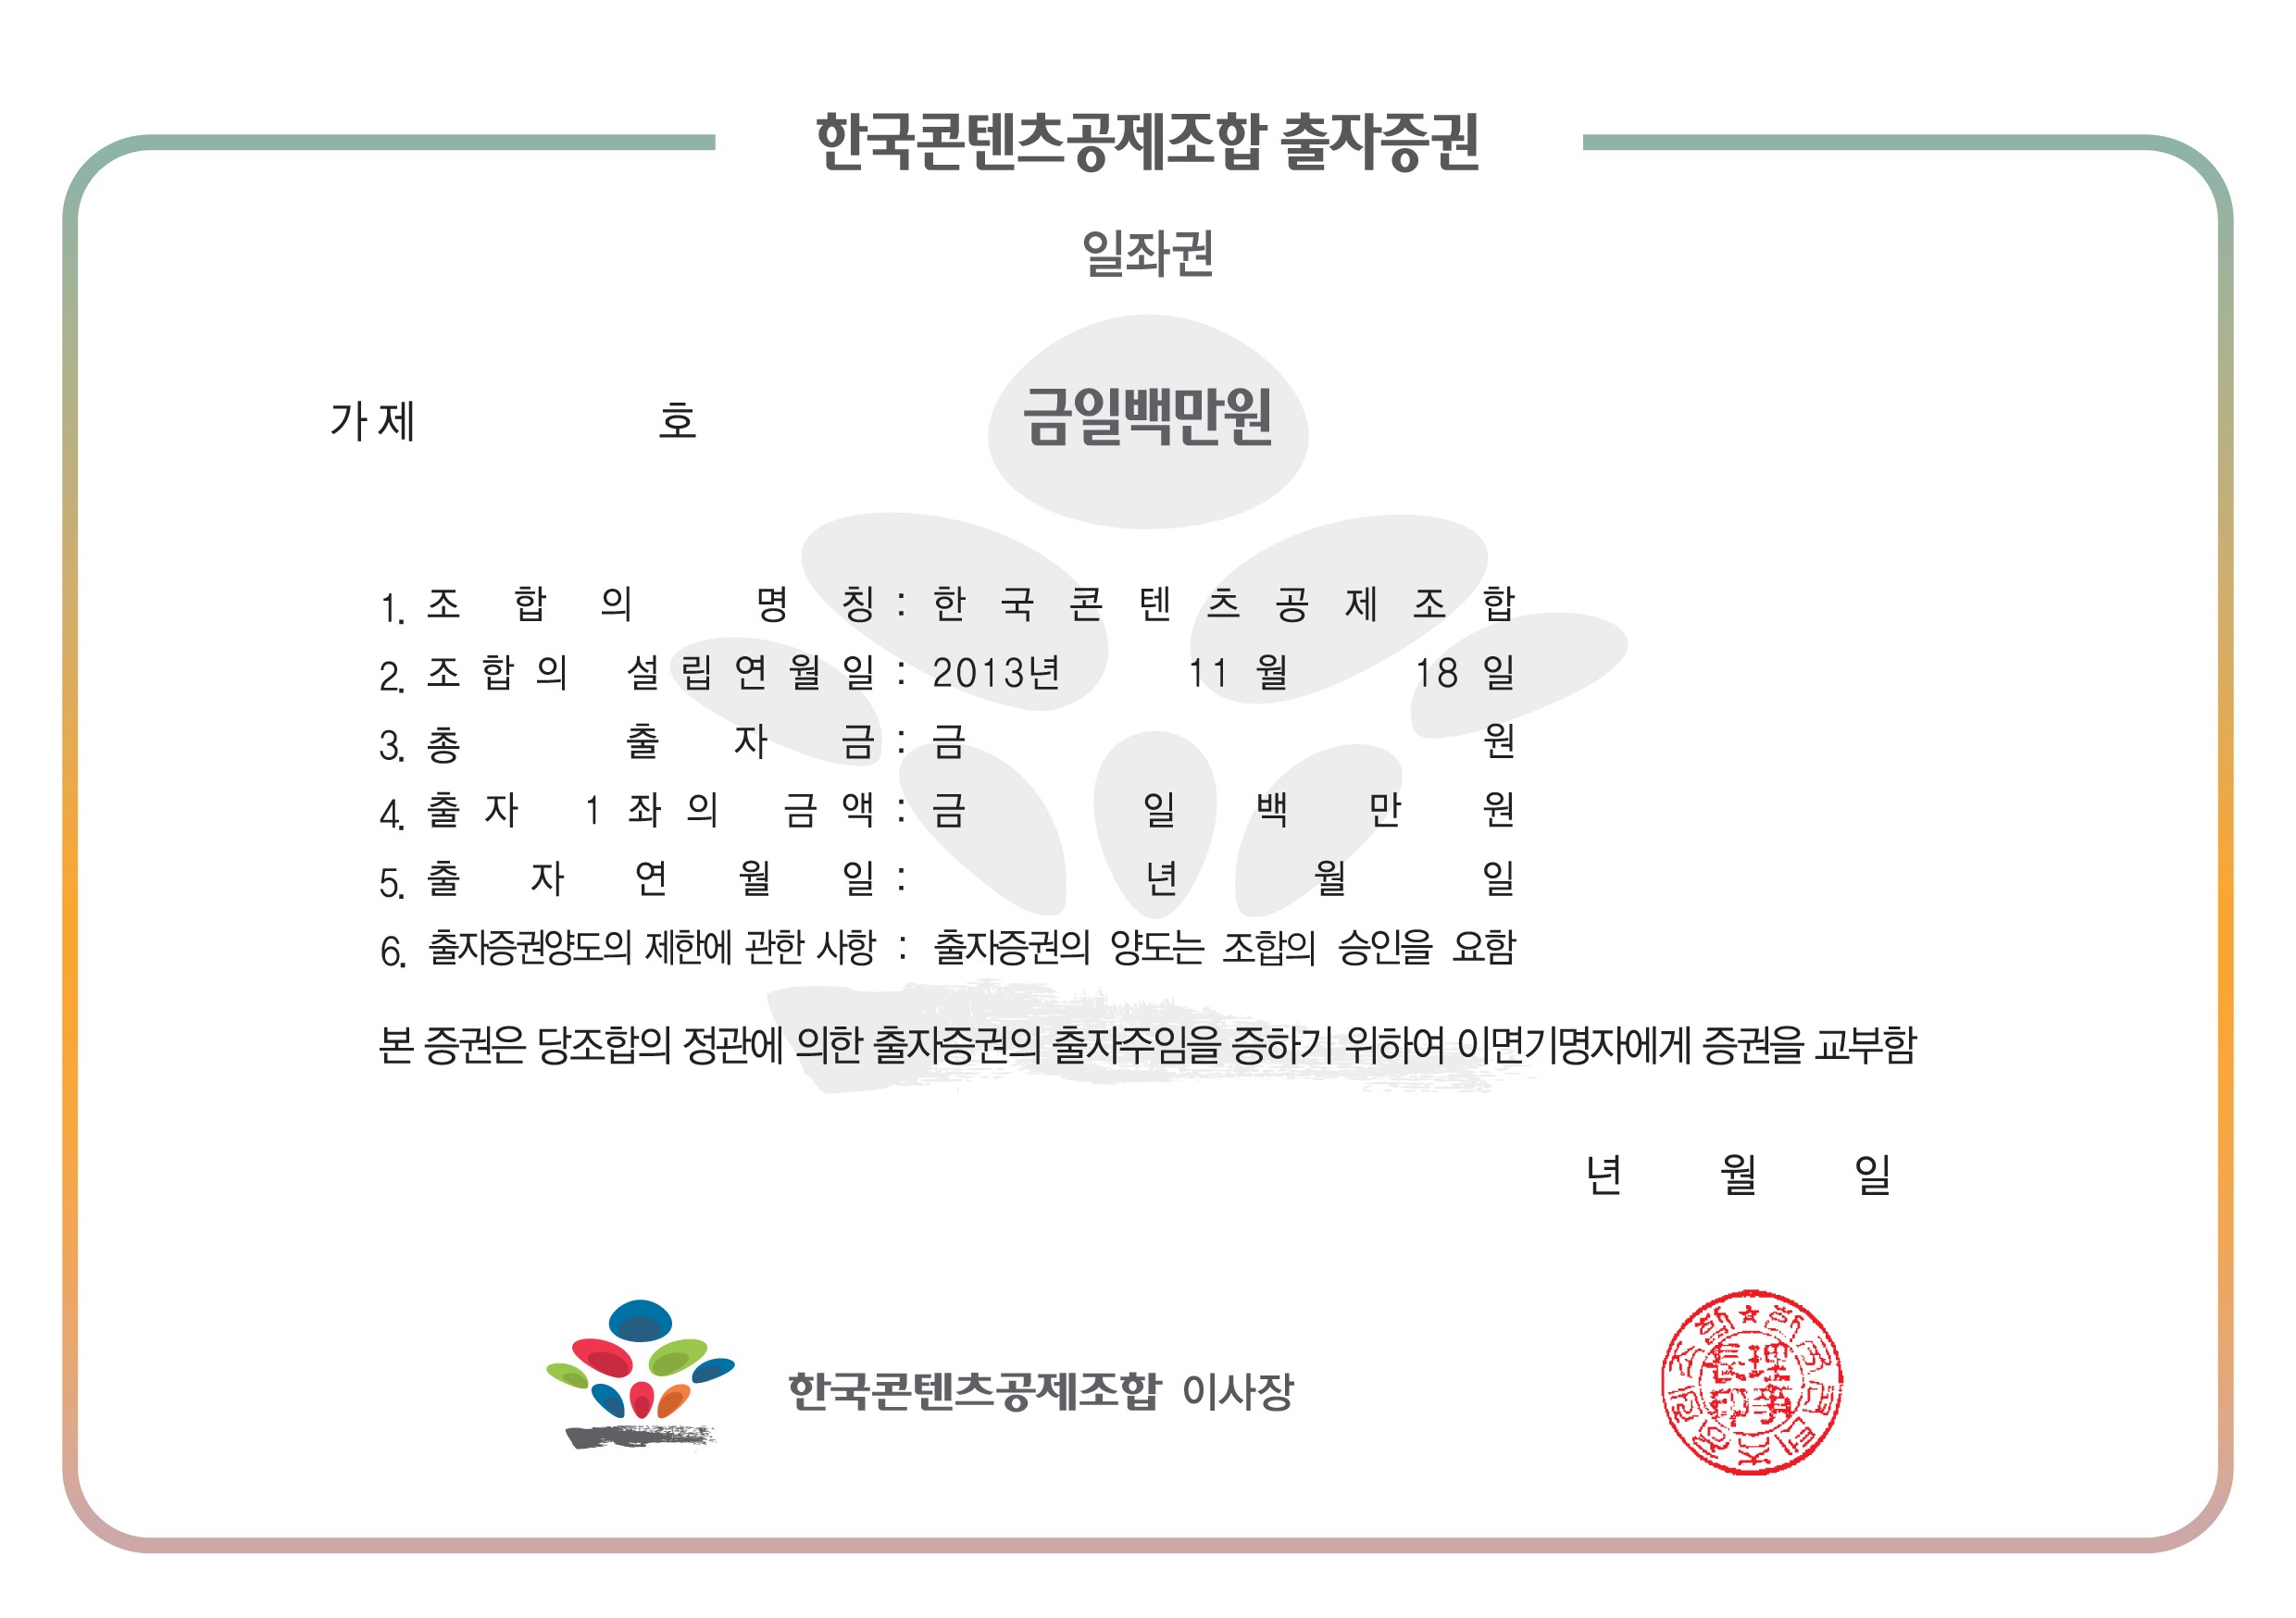 한국콘텐츠공제조합 출자증권
일좌권
가 제 호 금일백만원
1. 조 합 의 명 칭 : 한 국 콘 텐 츠 공 제 조 합
2. 조 합 의 설 립 연 월 일 : 2013년 11 월 18 일
3. 총 출 자 금 : 금 원
4. 출 자 1 좌 의 금 액 : 금 일 백 만 원
5. 출 자 연 월 일 : 년 월 일
6. 출자증권양도의 제한에 관한 사항 : 출자증권의 양도는 조합의 승인을 요함
본 증권은 당조합의 정관에 의한 출자증권의 출자주임을 증하기 위하여 이면기명자에게 증권을 교부함
년 월 일
한국콘텐츠공제조합 이사장